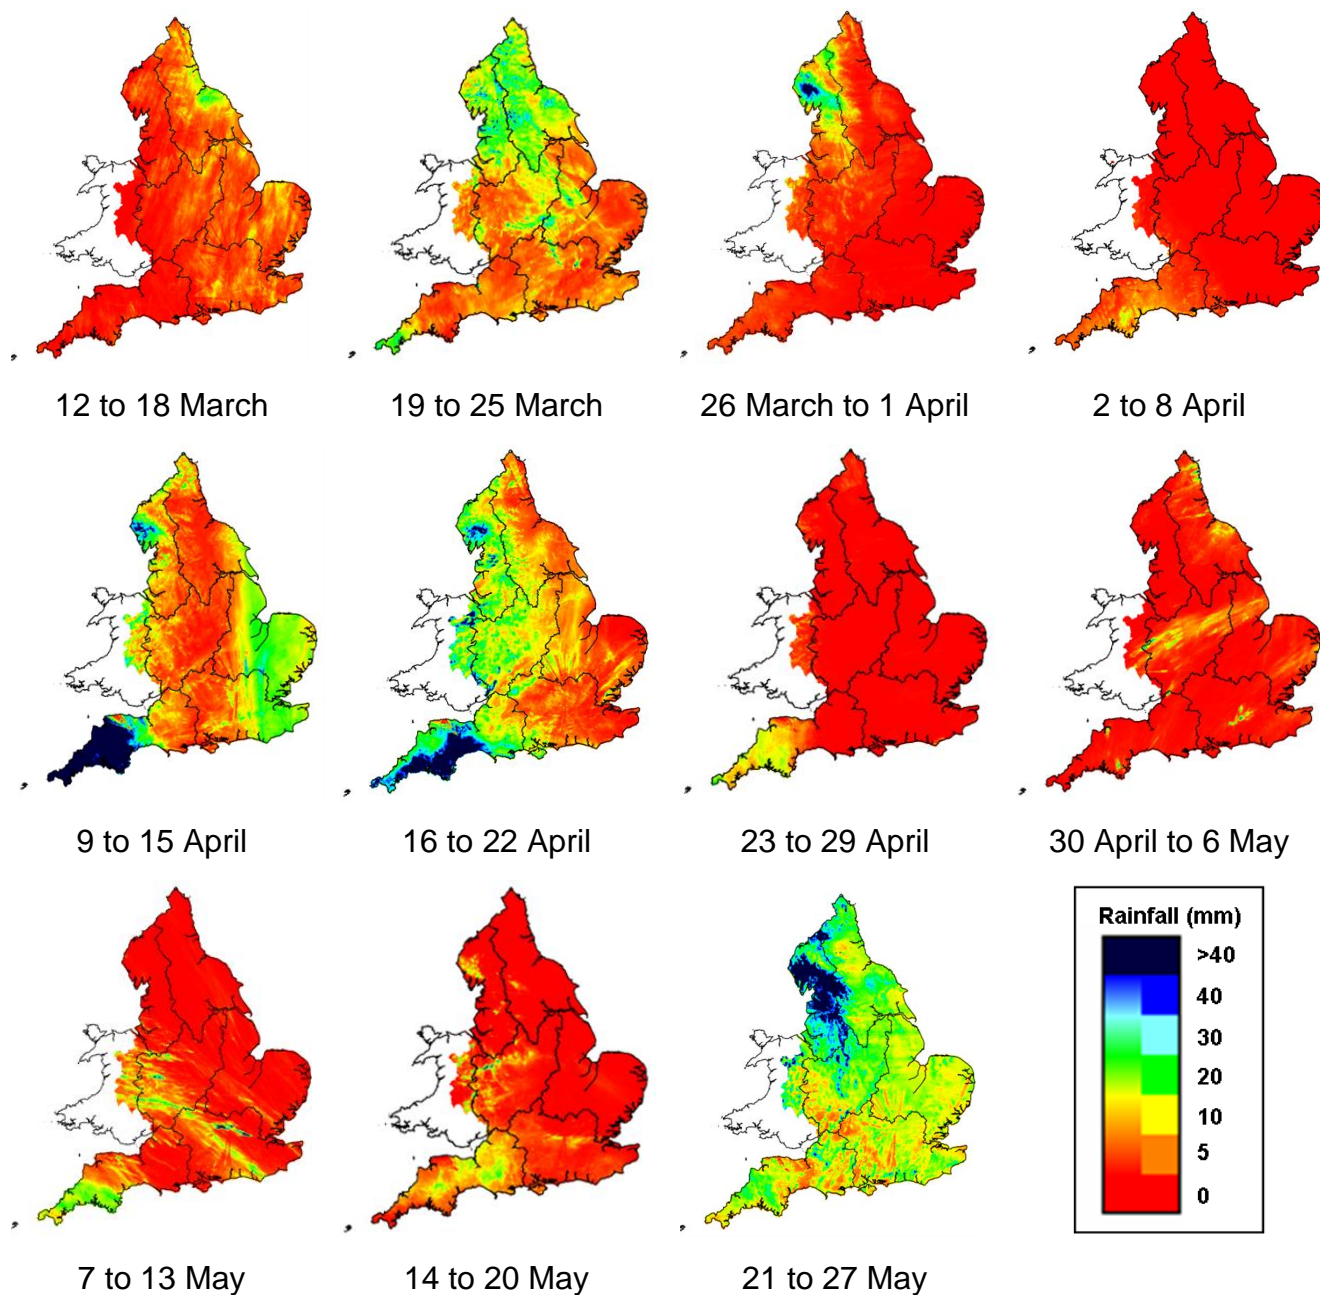 12 to 18 March
19 to 25 March
26 March to 1 April
2 to 8 April
9 to 15 April
16 to 22 April
23 to 29 April
30 April to 6 May
7 to 13 May
14 to 20 May
21 to 27 May
Rainfall (mm)
>40
40
30
20
10
5
0